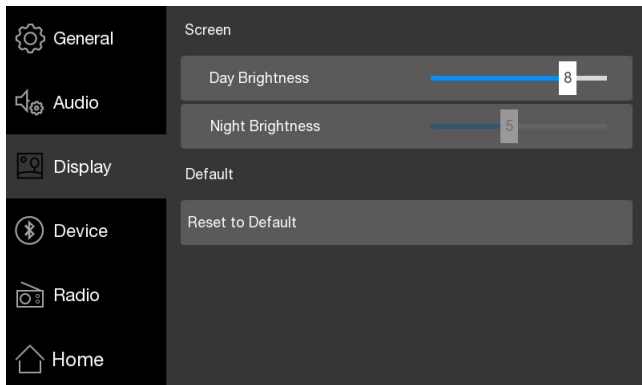 General
Audio
Display
Device
Radio
Home
Screen
Day Brightness 8
Night Brightness 5
Default
Reset to Default